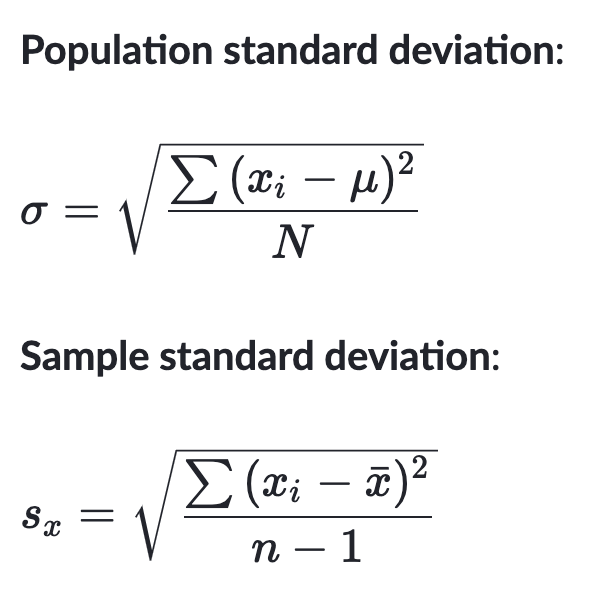 Population standard deviation:
σ = √(∑ (xᵢ − μ)² / N)
Sample standard deviation:
sₓ = √(∑ (xᵢ − x̄)² / (n − 1))